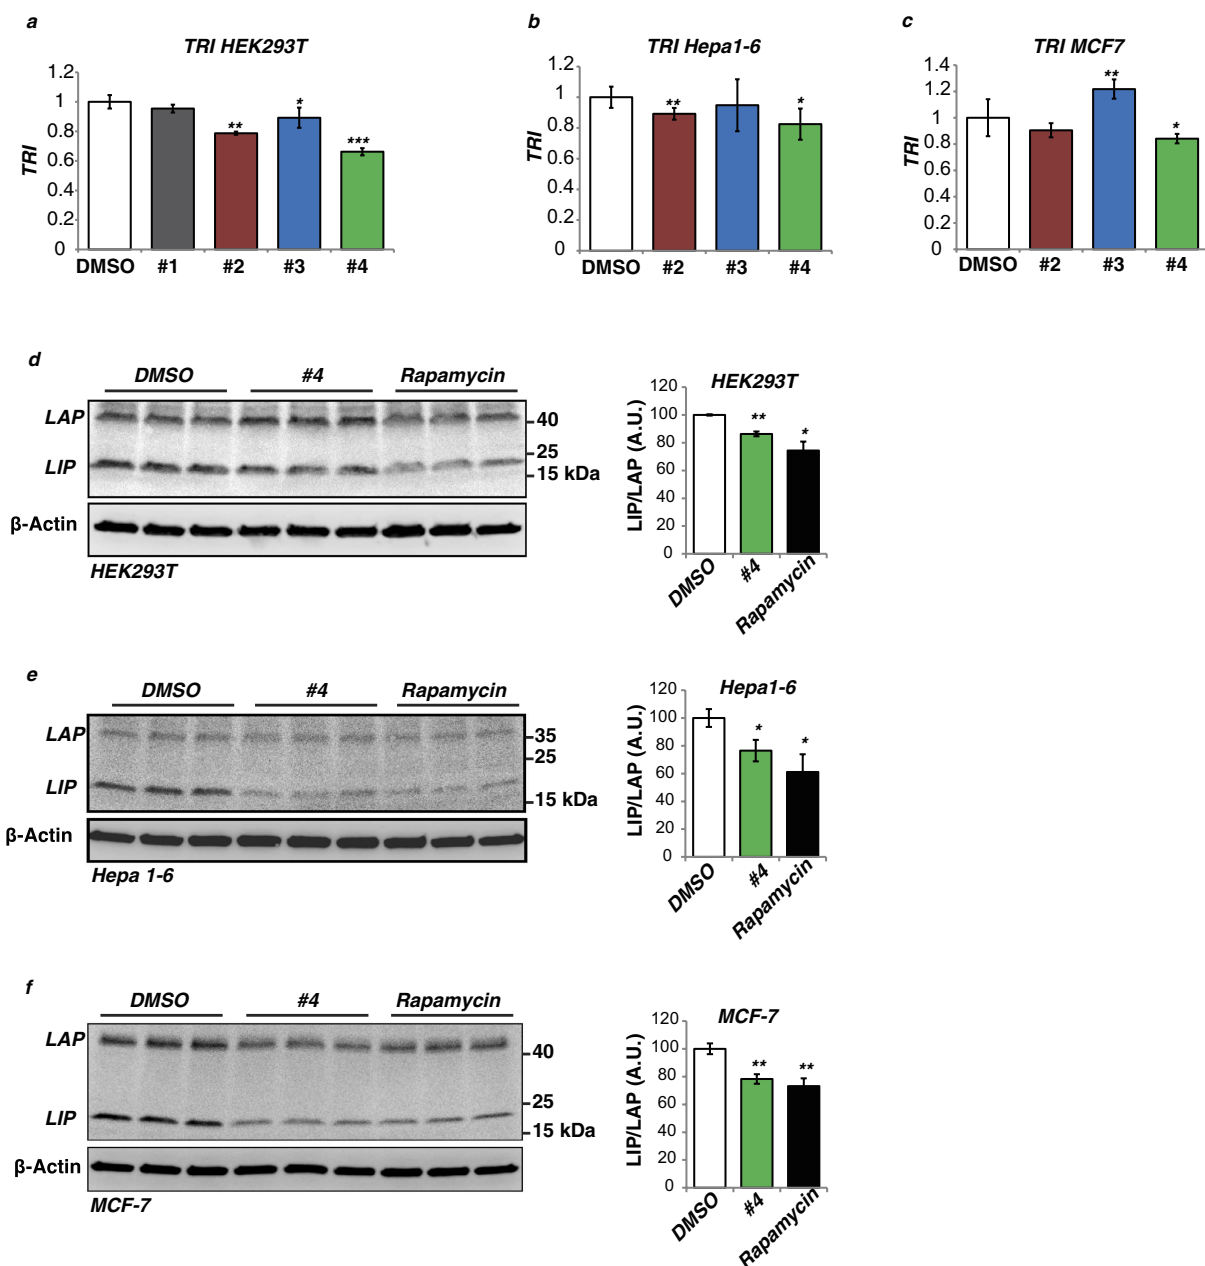 a
TRI HEK293T
TRI
1.2
1
0.8
0.6
0.4
0.2
0
**
*
***
DMSO #1 #2 #3 #4
b
TRI Hepa1-6
TRI
1.2
1
0.8
0.6
0.4
0.2
0
**
*
DMSO #2 #3 #4
c
TRI MCF7
TRI
1.4
1.2
1
0.8
0.6
0.4
0.2
0
**
*
DMSO #2 #3 #4
d
DMSO #4 Rapamycin
LAP
40
25
LIP
15 kDa
β-Actin
HEK293T
HEK293T
LIP/LAP (A.U.)
120
100
80
60
40
20
0
**
*
DMSO #4 Rapamycin
e
DMSO #4 Rapamycin
LAP
35
25
LIP
15 kDa
β-Actin
Hepa 1-6
Hepa1-6
LIP/LAP (A.U.)
120
100
80
60
40
20
0
*
*
DMSO #4 Rapamycin
f
DMSO #4 Rapamycin
LAP
40
25
LIP
15 kDa
β-Actin
MCF-7
MCF-7
LIP/LAP (A.U.)
120
100
80
60
40
20
0
**
**
DMSO #4 Rapamycin